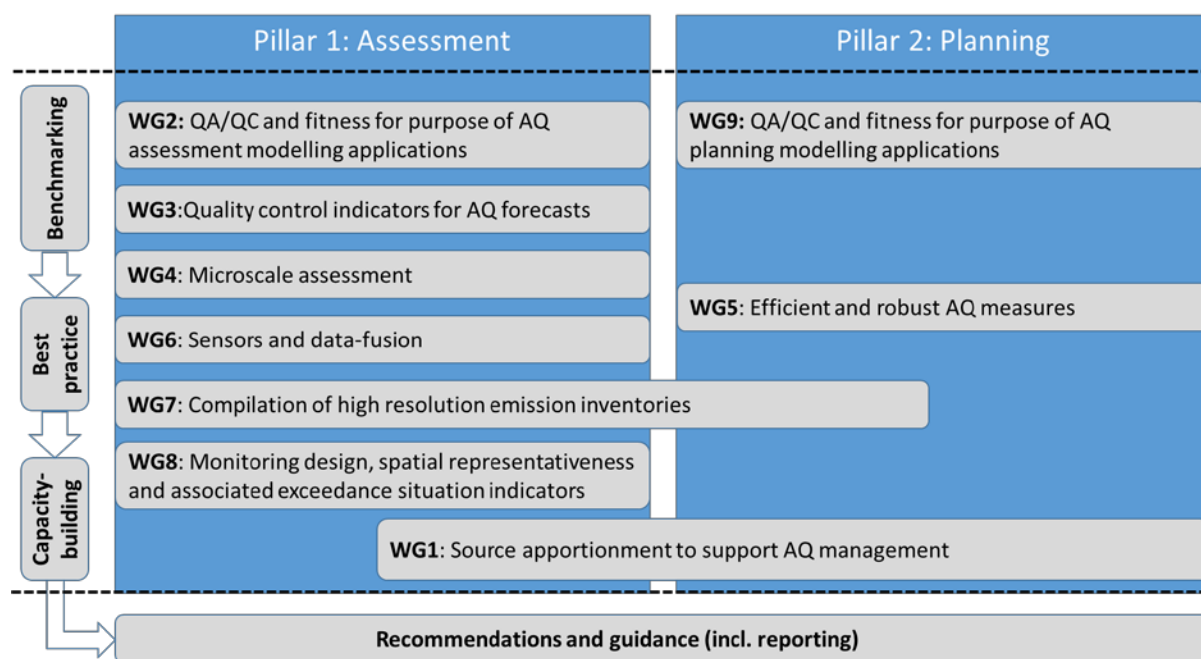 Pillar 1: Assessment
Pillar 2: Planning
Benchmarking
WG2: QA/QC and fitness for purpose of AQ
assessment modelling applications
WG9: QA/QC and fitness for purpose of AQ
planning modelling applications
WG3:Quality control indicators for AQ forecasts
WG4: Microscale assessment
Best
practice
WG5: Efficient and robust AQ measures
WG6: Sensors and data-fusion
WG7: Compilation of high resolution emission inventories
Capacity-
building
WG8: Monitoring design, spatial representativeness
and associated exceedance situation indicators
WG1: Source apportionment to support AQ management
Recommendations and guidance (incl. reporting)